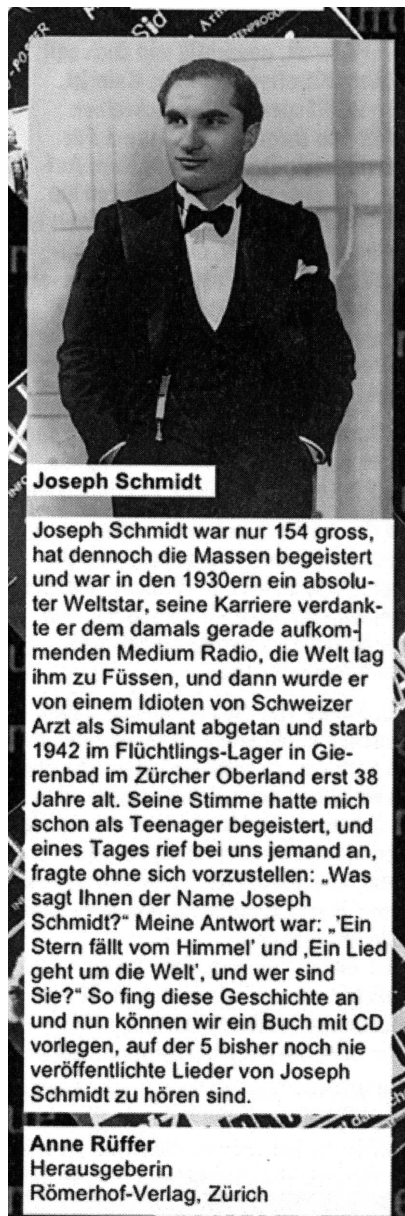 -POSTER
Sid
Joseph Schmidt
Joseph Schmidt war nur 154 gross,
hat dennoch die Massen begeistert
und war in den 1930ern ein absolu-
ter Weltstar, seine Karriere verdank-
te er dem damals gerade aufkom-
menden Medium Radio, die Welt lag
ihm zu Füssen, und dann wurde er
von einem Idioten von Schweizer
Arzt als Simulant abgetan und starb
1942 im Flüchtlings-Lager in Gie-
renbad im Zürcher Oberland erst 38
Jahre alt. Seine Stimme hatte mich
schon als Teenager begeistert, und
eines Tages rief bei uns jemand an,
fragte ohne sich vorzustellen: „Was
sagt Ihnen der Name Joseph
Schmidt?“ Meine Antwort war: „'Ein
Stern fällt vom Himmel' und ‚Ein Lied
geht um die Welt', und wer sind
Sie?“ So fing diese Geschichte an
und nun können wir ein Buch mit CD
vorlegen, auf der 5 bisher noch nie
veröffentlichte Lieder von Joseph
Schmidt zu hören sind.
Anne Rüffer
Herausgeberin
Römerhof-Verlag, Zürich